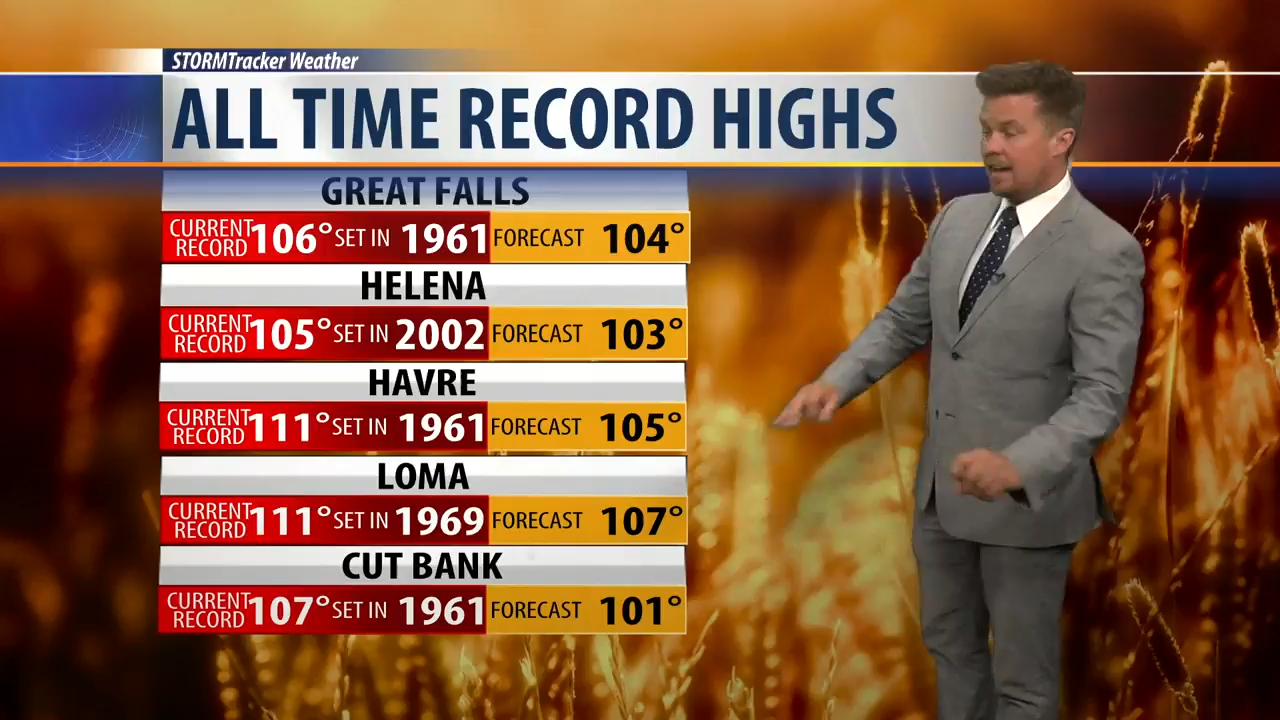 STORMTracker Weather
ALL TIME RECORD HIGHS
GREAT FALLS
CURRENT RECORD 106° SET IN 1961 FORECAST 104°
HELENA
CURRENT RECORD 105° SET IN 2002 FORECAST 103°
HAVRE
CURRENT RECORD 111° SET IN 1961 FORECAST 105°
LOMA
CURRENT RECORD 111° SET IN 1969 FORECAST 107°
CUT BANK
CURRENT RECORD 107° SET IN 1961 FORECAST 101°